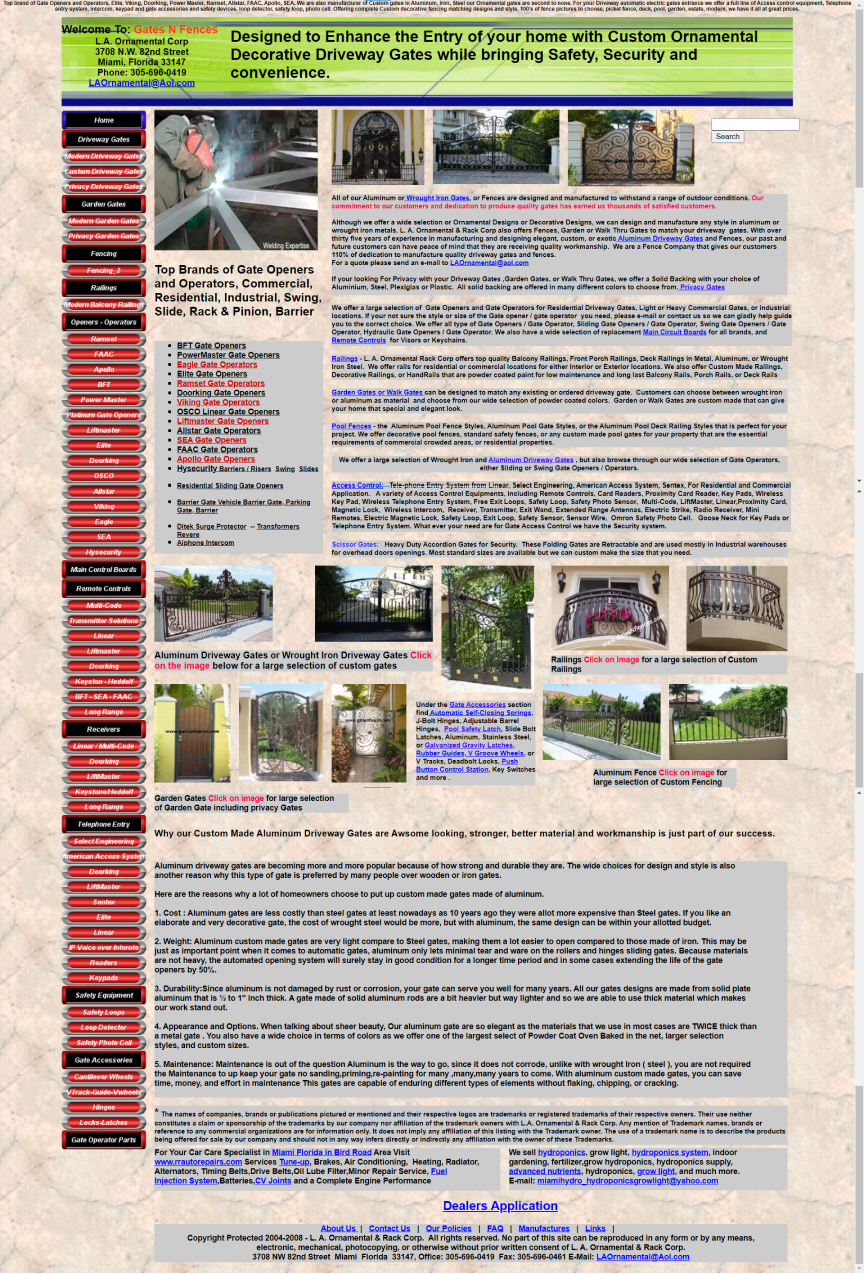 Top brand of Gate Openers and Operators, Elite, Viking, Doorking, Power Master, Ramset, Allstar, FAAC, Apollo, BFT, SEA, We are also manufacturer of Custom gates in Aluminum, Iron, Steel our Ornamental gates are second to none. For your Driveway automatic electric gates entrance we offer a full line of Access control equipment, Telephone
entry system, intercom, keypad and gate accessories and safety devices, loop detector, safety loop, photo cell. Offering complete Custom decorative fencing matching designs and style, 100's of fence pictures to choose, picket fence, deck, pool, garden, estate, modern, we have it all at great prices.
Welcome To: Gates N Fences
L.A. Ornamental Corp
3708 N.W. 82nd Street
Miami, Florida 33147
Phone: 305-696-0419
LAOrnamental@Aol.com
Designed to Enhance the Entry of your home with Custom Ornamental
Decorative Driveway Gates while bringing Safety, Security and
convenience.
Home
Driveway Gates
Modern Driveway Gates
Custom Driveway Gates
Privacy Driveway Gates
Garden Gates
Modern Garden Gates
Privacy Garden Gates
Fencing
Fencing_2
Railings
Modern Balcony Railings
Openers - Operators
Ramset
FAAC
Apollo
BFT
Power Master
Platinum Gate Openers
Liftmaster
Elite
Doorking
OSCO
Allstar
Viking
Eagle
SEA
Hysecurity
Main Control Boards
Remote Controls
Multi-Code
Transmitter Solutions
Linear
Liftmaster
Doorking
Keyston - Heddolf
BFT - SEA - FAAC
Long Range
Receivers
Linear / Multi-Code
Doorking
LiftMaster
Keystone/Heddolf
Long Range
Telephone Entry
Select Engineering
American Access System
Doorking
LiftMaster
Sentex
Elite
Linear
IP Voice over Internte
Readers
Keypads
Safety Equipment
Safety Loops
Loop Detector
Safety Photo Cell
Gate Accessories
Cantilever Wheels
VTrack-Guide-Vwheels
Hinges
Locks-Latches
Gate Operator Parts
Welding Expertise
Search
Top Brands of Gate Openers
and Operators, Commercial,
Residential, Industrial, Swing,
Slide, Rack & Pinion, Barrier
BFT Gate Openers
PowerMaster Gate Openers
Eagle Gate Operators
Elite Gate Openers
Ramset Gate Operators
Doorking Gate Openers
Viking Gate Operators
OSCO Linear Gate Openers
Liftmaster Gate Openers
Allstar Gate Operators
SEA Gate Openers
FAAC Gate Operators
Apollo Gate Openers
Hysecurity Barriers / Risers Swing Slides
Residential Sliding Gate Openers
Barrier Gate Vehicle Barrier Gate, Parking
Gate, Barrier
Ditek Surge Protector -- Transformers
Revere
Aiphone Intercom
All of our Aluminum or Wrought Iron Gates, or Fences are designed and manufactured to withstand a range of outdoor conditions. Our
commitment to our customers and dedication to produce quality gates has earned us thousands of satisfied customers.
Although we offer a wide selection or Ornamental Designs or Decorative Designs, we can design and manufacture any style in aluminum or
wrought iron metals. L. A. Ornamental & Rack Corp also offers Fences, Garden or Walk Thru Gates to match your driveway gates. With over
thirty five years of experience in manufacturing and designing elegant, custom, or exotic Aluminum Driveway Gates and Fences, our past and
future customers can have peace of mind that they are receiving quality workmanship. We are a Fence Company that gives our customers
110% of dedication to manufacture quality driveway gates and fences.
For a quote please send an e-mail to LAOrnamental@aol.com
If your looking For Privacy with your Driveway Gates ,Garden Gates, or Walk Thru Gates, we offer a Solid Backing with your choice of
Aluminium, Steel, Plexiglas or Plastic. All solid backing are offered in many different colors to choose from. Privacy Gates
We offer a large selection of Gate Openers and Gate Operators for Residential Driveway Gates, Light or Heavy Commercial Gates, or industrial
locations. If your not sure the style or size of the Gate opener / gate operator you need, please e-mail or contact us so we can gladly help guide
you to the correct choice. We offer all type of Gate Openers / Gate Operator, Sliding Gate Openers / Gate Operator, Swing Gate Openers / Gate
Operator, Hydraulic Gate Openers / Gate Operator. We also have a wide selection of replacement Main Circuit Boards for all brands, and
Remote Controls for Visors or Keychains.
Railings - L. A. Ornamental Rack Corp offers top quality Balcony Railings, Front Porch Railings, Deck Railings in Metal, Aluminum, or Wrought
Iron Steel. We offer rails for residential or commercial locations for either Interior or Exterior locations. We also offer Custom Made Railings,
Decorative Railings, or HandRails that are powder coated paint for low maintenance and long last Balcony Rails, Porch Rails, or Deck Rails
Garden Gates or Walk Gates can be designed to match any existing or ordered driveway gate. Customers can choose between wrought iron
or aluminum as material and choose from our wide selection of powder coated colors. Garden or Walk Gates are custom made that can give
your home that special and elegant look.
Pool Fences - the Aluminum Pool Fence Styles, Aluminum Pool Gate Styles, or the Aluminum Pool Deck Railing Styles that is perfect for your
project. We offer decorative pool fences, standard safety fences, or any custom made pool gates for your property that are the essential
requirements of commercial crowded areas, or residential properties.
We offer a large selection of Wrought Iron and Aluminum Driveway Gates , but also browse through our wide selection of Gate Operators,
either Sliding or Swing Gate Openers / Operators.
Access Control: Tele-phone Entry System from Linear, Select Engineering, American Access System, Sentex, For Residential and Commercial
Application. A variety of Access Control Equipments, including Remote Controls, Card Readers, Proximity Card Reader, Key Pads, Wireless
Key Pad, Wireless Telephone Entry System, Free Exit Loops, Safety Loop, Safety Photo Sensor, Multi-Code, LiftMaster, Linear,Proximity Card,
Magnetic Lock, Wireless Intercom, Receiver, Transmitter, Exit Wand, Extended Range Antennas, Electric Strike, Radio Receiver, Mini
Remotes, Electric Magnetic Lock, Safety Loop, Exit Loop, Safety Sensor, Sensor Wire, Omron Safety Photo Cell. Goose Neck for Key Pads or
Telephone Entry System. What ever your need are for Gate Access Control we have the Security system.
Scissor Gates: Heavy Duty Accordion Gates for Security. These Folding Gates are Retractable and are used mostly in Industrial warehouses
for overhead doors openings. Most standard sizes are available but we can custom make the size that you need.
Aluminum Driveway Gates or Wrought Iron Driveway Gates Click
on the image below for a large selection of custom gates
Railings Click on Image for a large selection of Custom
Railings
Under the Gate Accessories section
find Automatic Self-Closing Springs,
J-Bolt Hinges, Adjustable Barrel
Hinges, Pool Safety Latch, Slide Bolt
Latches, Aluminum, Stainless Steel,
or Galvanized Gravity Latches,
Rubber Guides, V Groove Wheels, or
V Tracks, Deadbolt Locks, Push
Button Control Station, Key Switches
and more .
Aluminum Fence Click on image for
large selection of Custom Fencing
Garden Gates Click on image for large selection
of Garden Gate including privacy Gates
Why our Custom Made Aluminum Driveway Gates are Awsome looking, stronger, better material and workmanship is just part of our success.
Aluminum driveway gates are becoming more and more popular because of how strong and durable they are. The wide choices for design and style is also
another reason why this type of gate is preferred by many people over wooden or iron gates.
Here are the reasons why a lot of homeowners choose to put up custom made gates made of aluminum.
1. Cost : Aluminum gates are less costly than steel gates at least nowadays as 10 years ago they were allot more expensive than Steel gates. If you like an
elaborate and very decorative gate, the cost of wrought steel would be more, but with aluminum, the same design can be within your allotted budget.
2. Weight: Aluminum custom made gates are very light compare to Steel gates, making them a lot easier to open compared to those made of iron. This may be
just as important point when it comes to automatic gates, aluminum only lets minimal tear and ware on the rollers and hinges sliding gates. Because materials
are not heavy, the automated opening system will surely stay in good condition for a longer time period and in some cases extending the life of the gate
openers by 50%.
3. Durability:Since aluminum is not damaged by rust or corrosion, your gate can serve you well for many years. All our gates designs are made from solid plate
aluminum that is ½ to 1" inch thick. A gate made of solid aluminum rods are a bit heavier but way lighter and so we are able to use thick material which makes
our work stand out.
4. Appearance and Options. When talking about sheer beauty, Our aluminum gate are so elegant as the materials that we use in most cases are TWICE thick than
a metal gate . You also have a wide choice in terms of colors as we offer one of the largest select of Powder Coat Oven Baked in the net, larger selection
styles, and custom sizes.
5. Maintenance: Maintenance is out of the question Aluminum is the way to go, since it does not corrode, unlike with wrought Iron ( steel ), you are not required
the Maintenance to up keep your gate no sanding,priming,re-painting for many ,many,many years to come. With aluminum custom made gates, you can save
time, money, and effort in maintenance This gates are capable of enduring different types of elements without flaking, chipping, or cracking.
* The names of companies, brands or publications pictured or mentioned and their respective logos are trademarks or registered trademarks of their respective owners. Their use neither
constitutes a claim or sponsorship of the trademarks by our company nor affiliation of the trademark owners with L.A. Ornamental & Rack Corp. Any mention of Trademark names, brands or
reference to any commercial organizations are for information only. It does not imply any affiliation of this listing with the Trademark owner. The use of a trademark name is to describe the products
being offered for sale by our company and should not in any way infers directly or indirectly any affiliation with the owner of these Trademarks.
For Your Car Care Specialist in Miami Florida in Bird Road Area Visit
www.rrautorepairs.com Services Tune-up, Brakes, Air Conditioning, Heating, Radiator,
Alternators, Timing Belts,Drive Belts,Oil Lube Filter,Minor Repair Service, Fuel
Injection System,Batteries,CV Joints and a Complete Engine Performance
We sell hydroponics, grow light, hydroponics system, indoor
gardening, fertilizer,grow hydroponics, hydroponics supply,
advanced nutrients, hydroponics, grow light, and much more.
E-mail: miamihydro_hydroponicsgrowlight@yahoo.com
Dealers Application
About Us | Contact Us | Our Policies | FAQ | Manufactures | Links |
Copyright Protected 2004-2008 - L. A. Ornamental & Rack Corp. All rights reserved. No part of this site can be reproduced in any form or by any means,
electronic, mechanical, photocopying, or otherwise without prior written consent of L. A. Ornamental & Rack Corp.
3708 NW 82nd Street Miami Florida 33147, Office: 305-696-0419 Fax: 305-696-0461 E-Mail: LAOrnamental@Aol.com